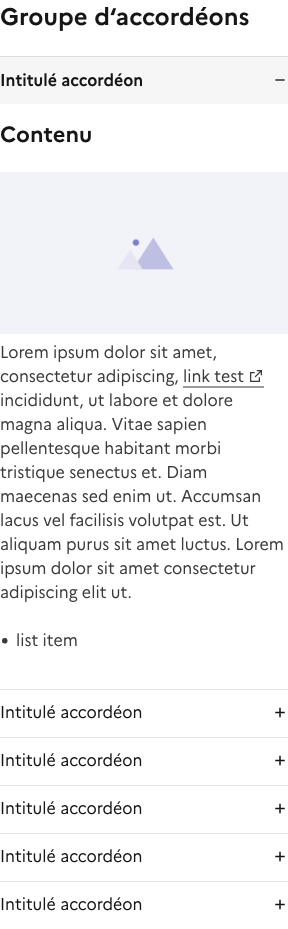 Groupe d‘accordéons
Intitulé accordéon
Contenu
Lorem ipsum dolor sit amet,
consectetur adipiscing, link test
incididunt, ut labore et dolore
magna aliqua. Vitae sapien
pellentesque habitant morbi
tristique senectus et. Diam
maecenas sed enim ut. Accumsan
lacus vel facilisis volutpat est. Ut
aliquam purus sit amet luctus. Lorem
ipsum dolor sit amet consectetur
adipiscing elit ut.
• list item
Intitulé accordéon
Intitulé accordéon
Intitulé accordéon
Intitulé accordéon
Intitulé accordéon